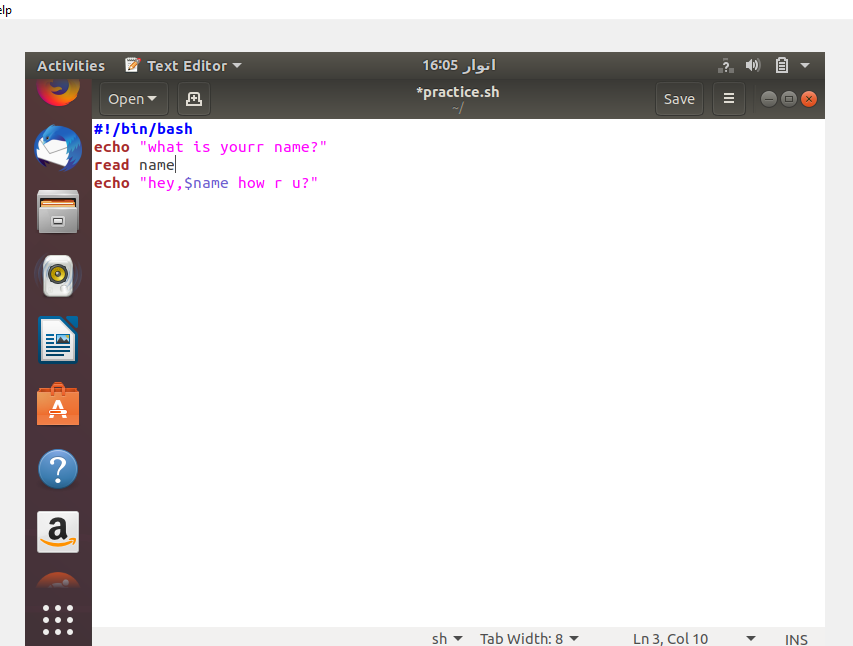 elp
Activities Text Editor 16:05 اتوار
Open *practice.sh Save
~/
#!/bin/bash
echo "what is yourr name?"
read name
echo "hey,$name how r u?"
sh Tab Width: 8 Ln 3, Col 10 INS